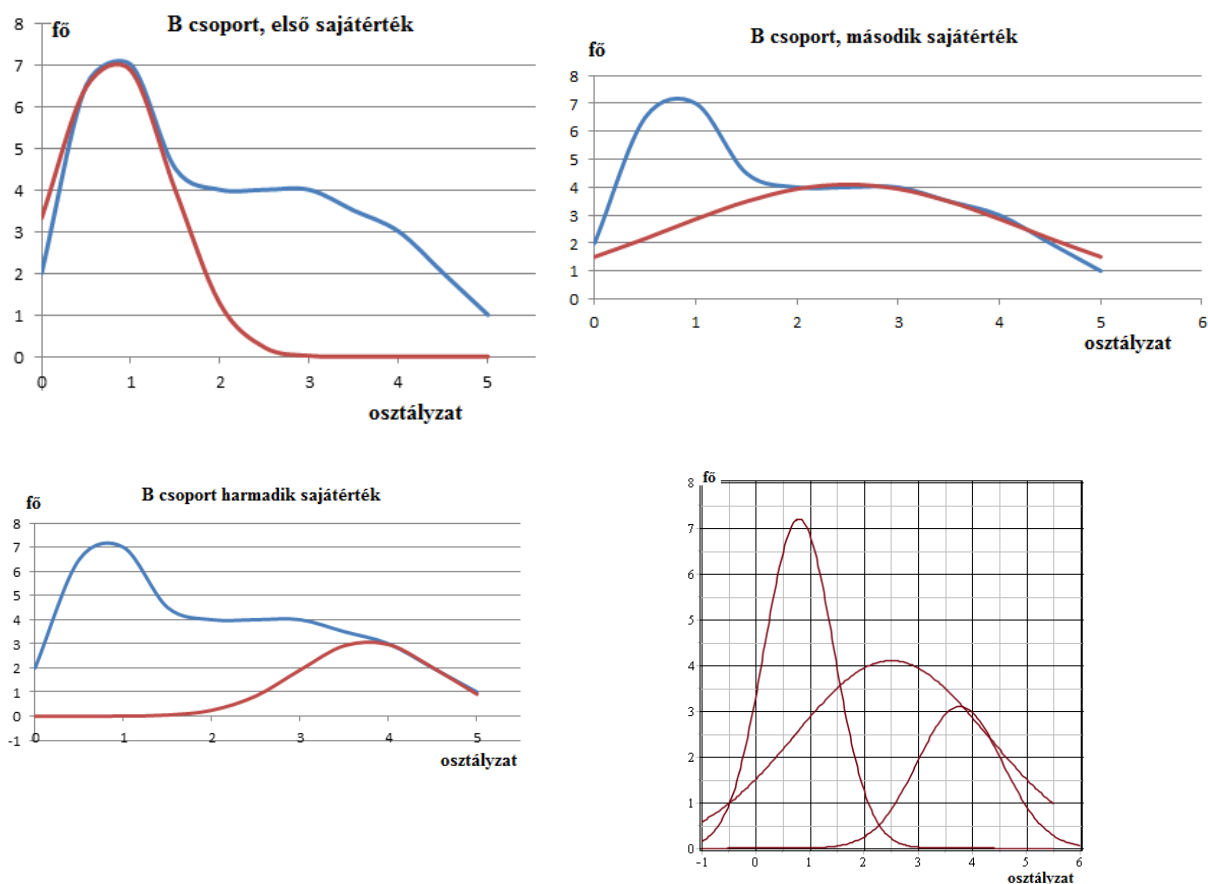 B csoport, első sajátérték
fő
8
7
6
5
4
3
2
1
0
0 1 2 3 4 5
osztályzat
B csoport, második sajátérték
fő
8
7
6
5
4
3
2
1
0
0 1 2 3 4 5 6
osztályzat
B csoport harmadik sajátérték
fő
8
7
6
5
4
3
2
1
0
-1
0 1 2 3 4 5
osztályzat
fő
8
7
6
5
4
3
2
1
0
-1 0 1 2 3 4 5 6
osztályzat